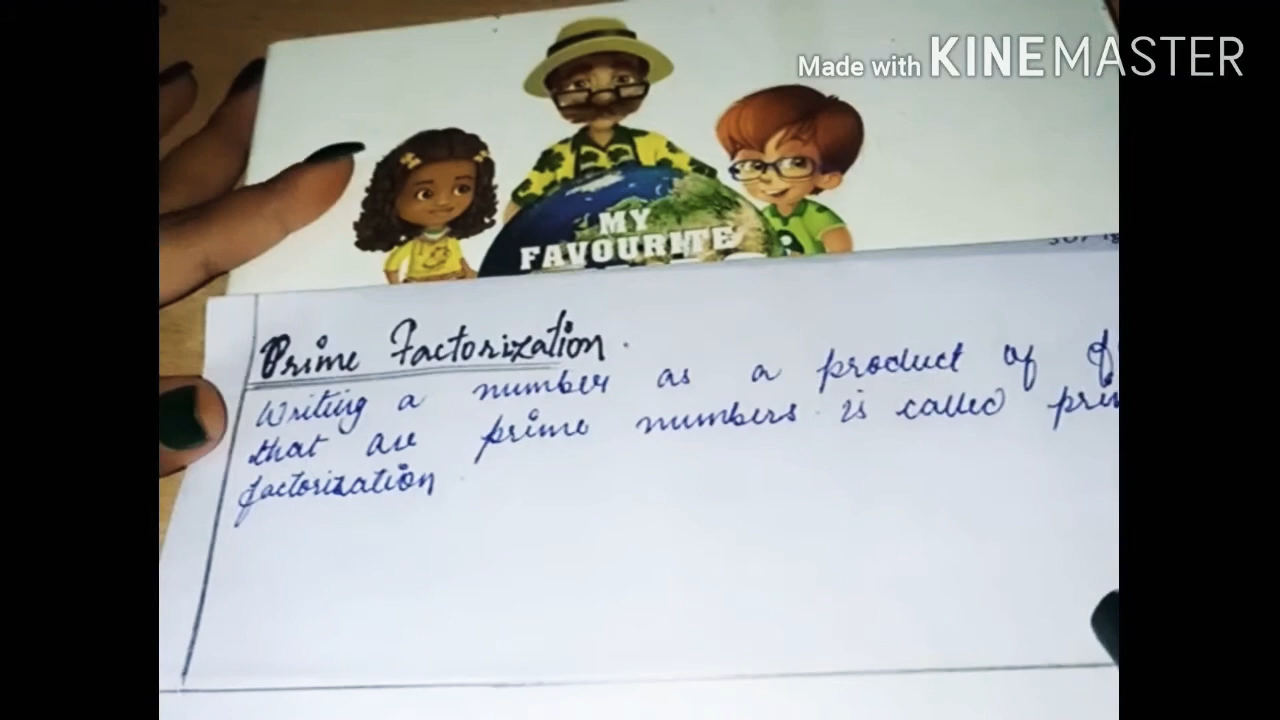 Made with KINEMASTER
MY
FAVOURITE
Prime Factorization.
Writing a number as a product of
that are prime numbers is called
factorization